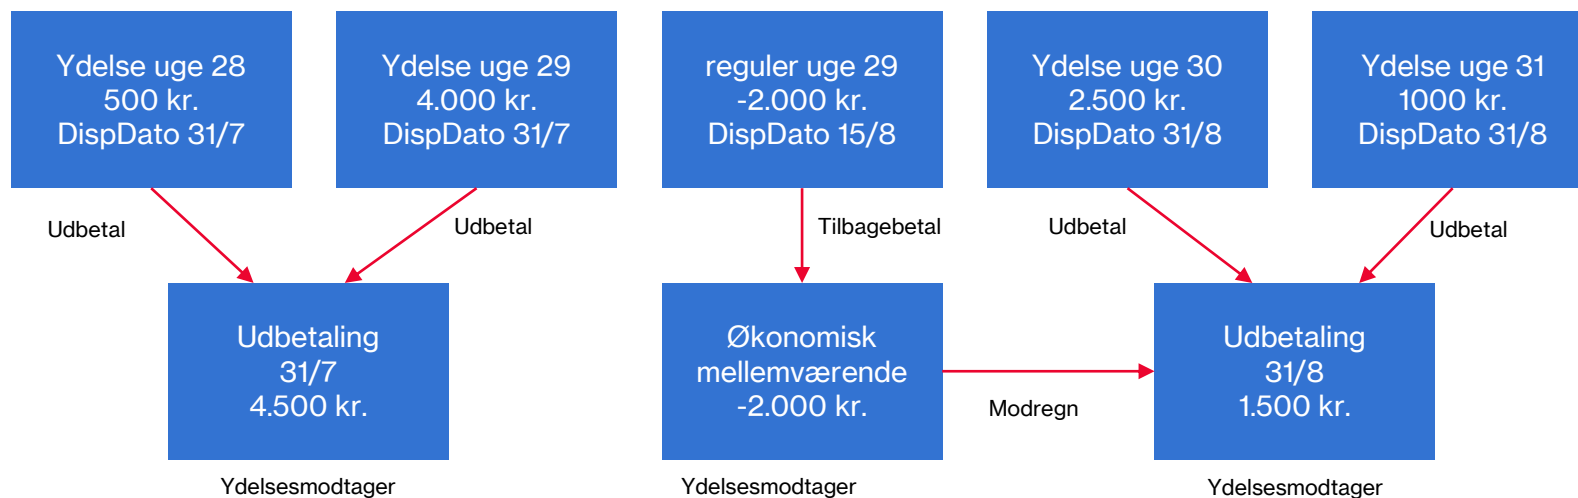 Ydelse uge 28
500 kr.
DispDato 31/7
Ydelse uge 29
4.000 kr.
DispDato 31/7
reguler uge 29
-2.000 kr.
DispDato 15/8
Ydelse uge 30
2.500 kr.
DispDato 31/8
Ydelse uge 31
1000 kr.
DispDato 31/8
Udbetal
Udbetal
Tilbagebetal
Udbetal
Udbetal
Udbetaling
31/7
4.500 kr.
Økonomisk
mellemværende
-2.000 kr.
Modregn
Udbetaling
31/8
1.500 kr.
Ydelsesmodtager
Ydelsesmodtager
Ydelsesmodtager